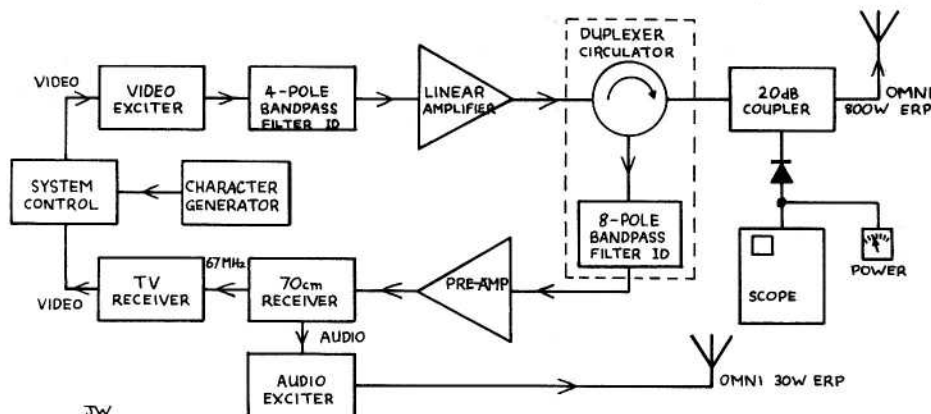 DUPLEXER
CIRCULATOR
VIDEO
VIDEO
EXCITER
4-POLE
BANDPASS
FILTER ID
LINEAR
AMPLIFIER
20dB
COUPLER
OMNI
800W ERP
SYSTEM
CONTROL
CHARACTER
GENERATOR
8-POLE
BANDPASS
FILTER ID
SCOPE
POWER
VIDEO
TV
RECEIVER
67MHz
70cm
RECEIVER
PRE-AMP
AUDIO
AUDIO
EXCITER
OMNI 30W ERP
JW